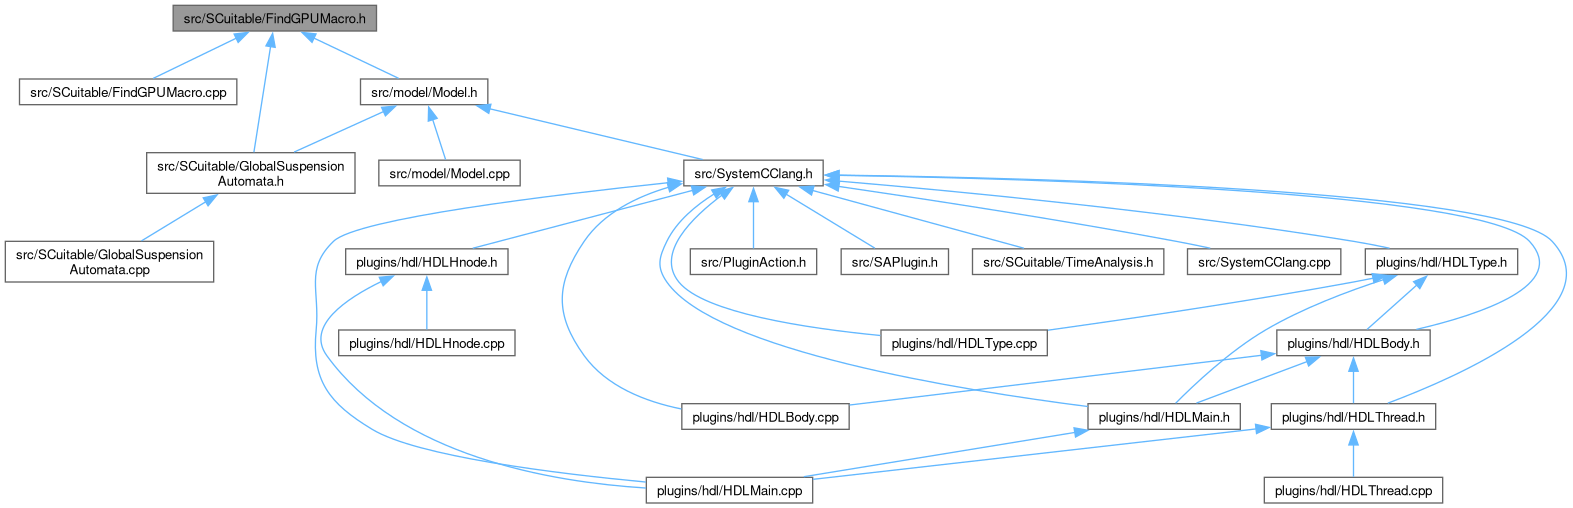 src/SCuitable/FindGPUMacro.h
src/SCuitable/FindGPUMacro.cpp
src/model/Model.h
src/SCuitable/GlobalSuspension
Automata.h
src/model/Model.cpp
src/SystemCClang.h
src/SCuitable/GlobalSuspension
Automata.cpp
plugins/hdl/HDLHnode.h
src/PluginAction.h
src/SAPlugin.h
src/SCuitable/TimeAnalysis.h
src/SystemCClang.cpp
plugins/hdl/HDLType.h
plugins/hdl/HDLHnode.cpp
plugins/hdl/HDLType.cpp
plugins/hdl/HDLBody.h
plugins/hdl/HDLBody.cpp
plugins/hdl/HDLMain.h
plugins/hdl/HDLThread.h
plugins/hdl/HDLMain.cpp
plugins/hdl/HDLThread.cpp